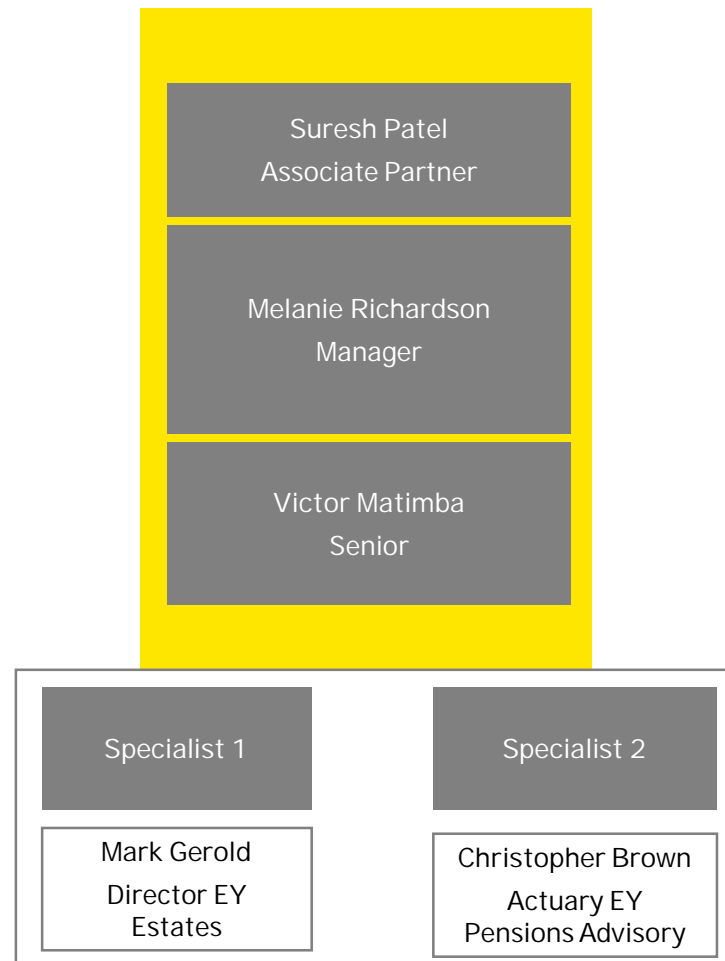 Suresh Patel
Associate Partner
Melanie Richardson
Manager
Victor Matimba
Senior
Specialist 1
Specialist 2
Mark Gerold
Director EY
Estates
Christopher Brown
Actuary EY
Pensions Advisory